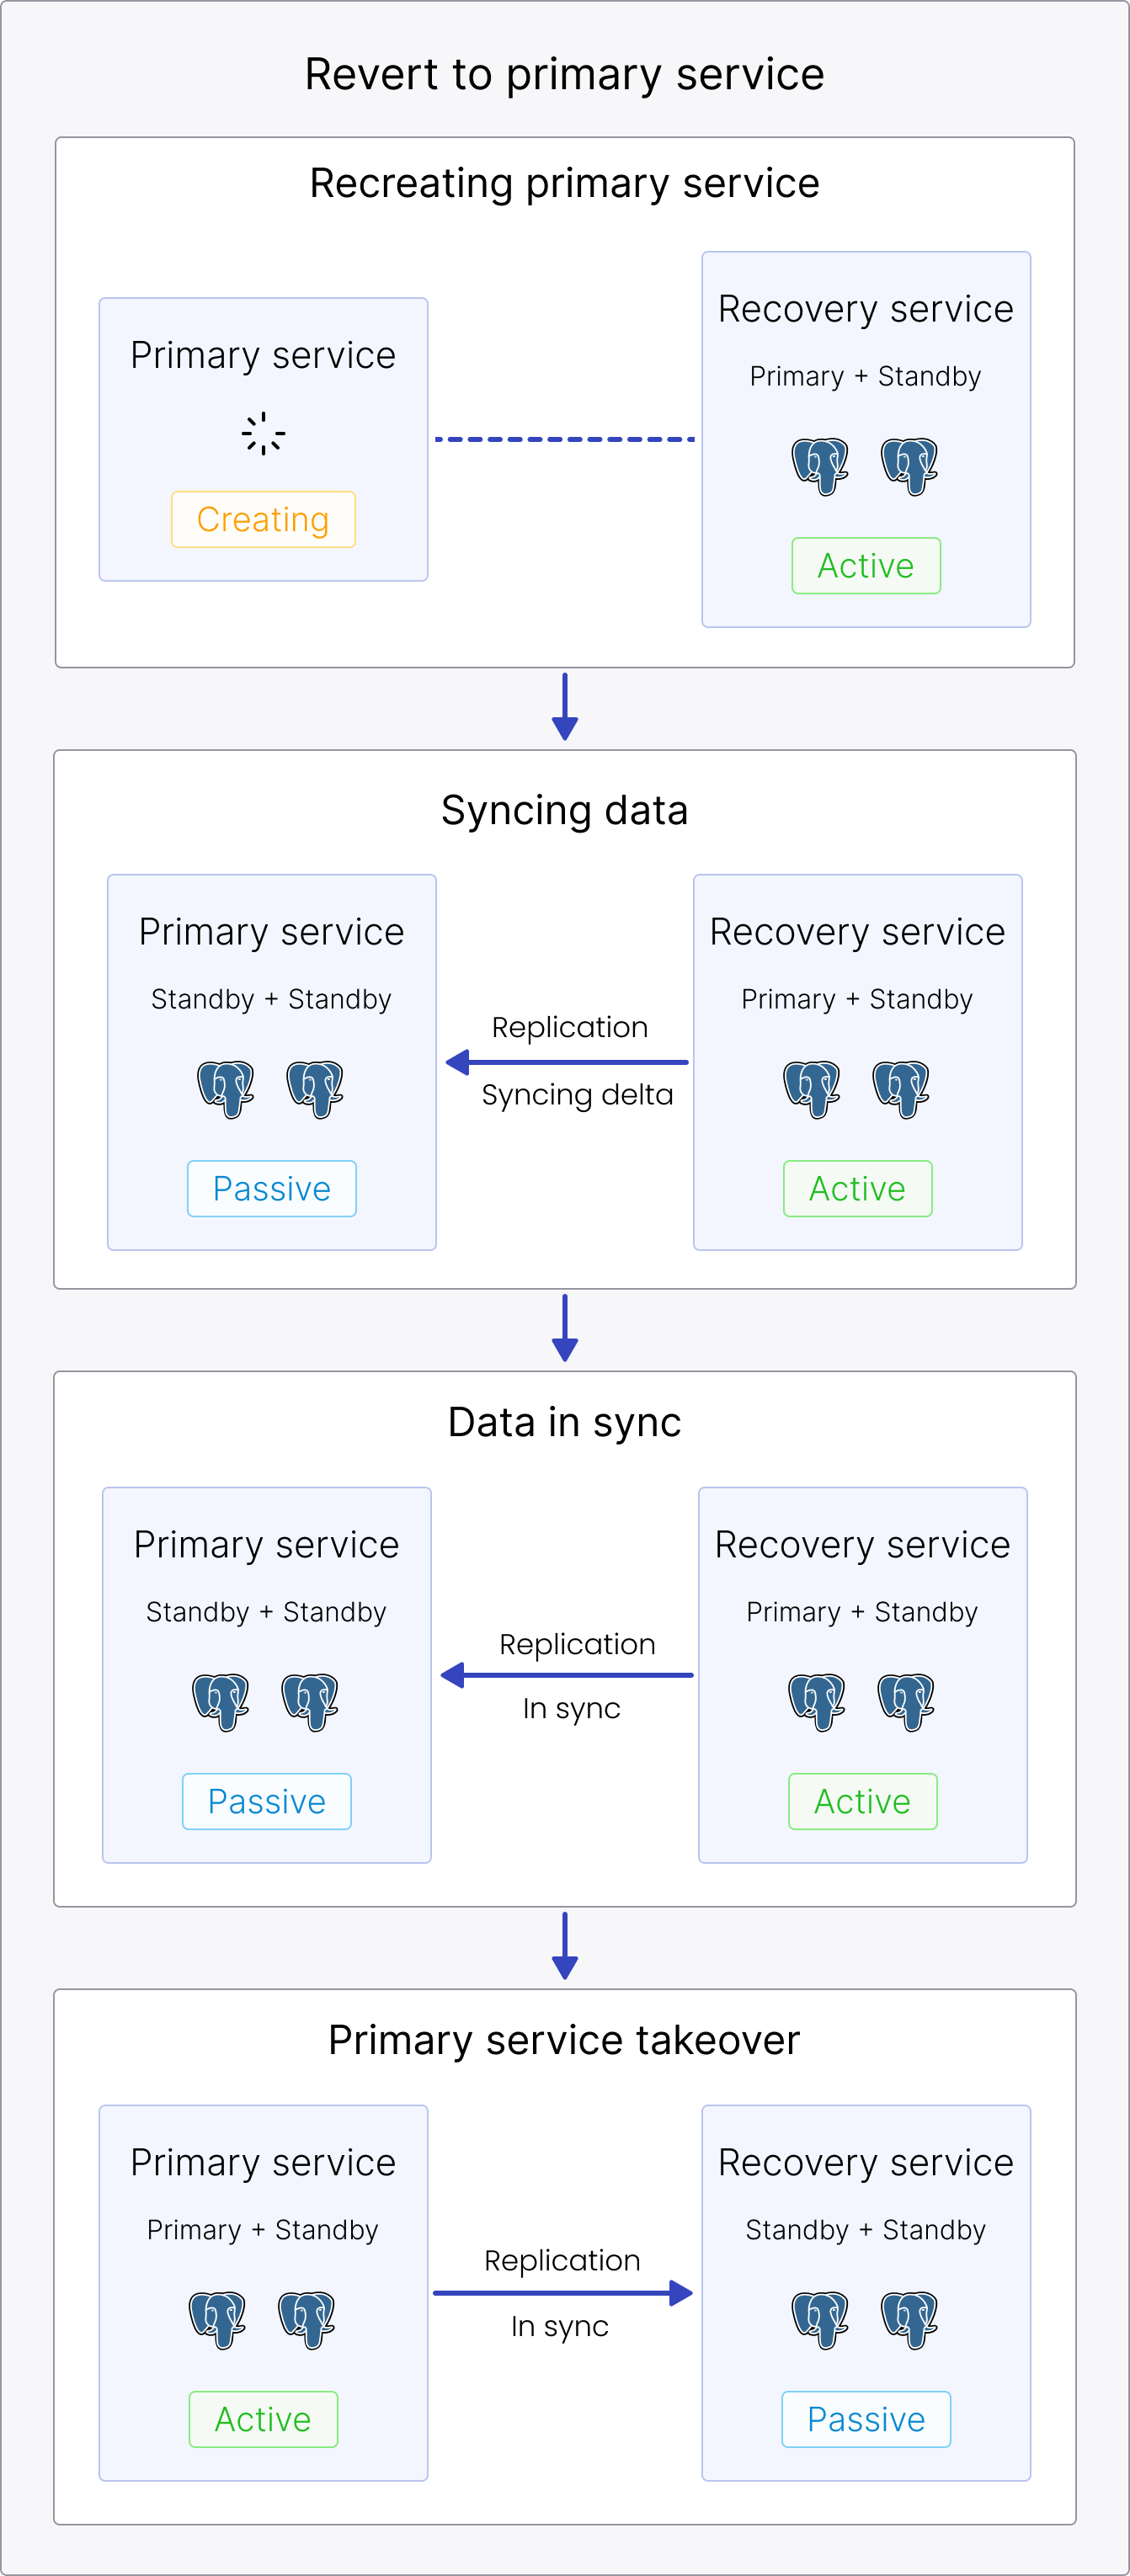 Revert to primary service
Recreating primary service
Primary service
Creating
Recovery service
Primary + Standby
Active
Syncing data
Primary service
Standby + Standby
Passive
Replication
Syncing delta
Recovery service
Primary + Standby
Active
Data in sync
Primary service
Standby + Standby
Passive
Replication
In sync
Recovery service
Primary + Standby
Active
Primary service takeover
Primary service
Primary + Standby
Active
Replication
In sync
Recovery service
Standby + Standby
Passive